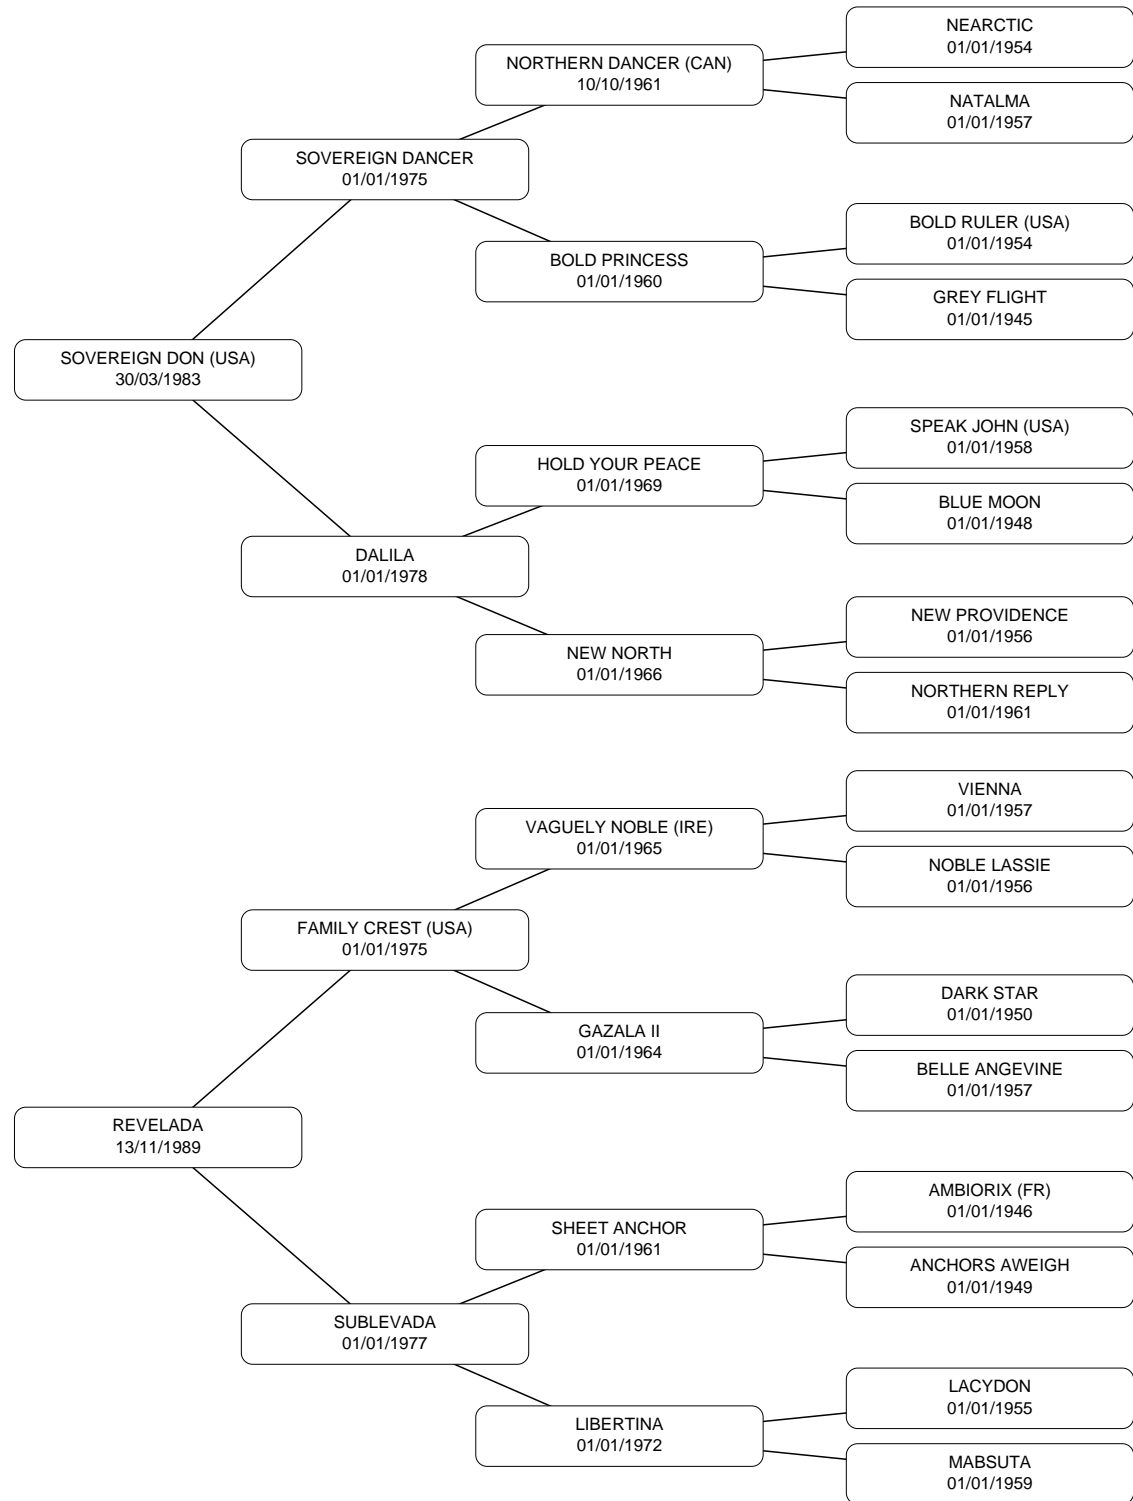 NEARCTIC
01/01/1954
NORTHERN DANCER (CAN)
10/10/1961
NATALMA
01/01/1957
SOVEREIGN DANCER
01/01/1975
BOLD RULER (USA)
01/01/1954
BOLD PRINCESS
01/01/1960
GREY FLIGHT
01/01/1945
SOVEREIGN DON (USA)
30/03/1983
SPEAK JOHN (USA)
01/01/1958
HOLD YOUR PEACE
01/01/1969
BLUE MOON
01/01/1948
DALILA
01/01/1978
NEW PROVIDENCE
01/01/1956
NEW NORTH
01/01/1966
NORTHERN REPLY
01/01/1961
VIENNA
01/01/1957
VAGUELY NOBLE (IRE)
01/01/1965
NOBLE LASSIE
01/01/1956
FAMILY CREST (USA)
01/01/1975
DARK STAR
01/01/1950
GAZALA II
01/01/1964
BELLE ANGEVINE
01/01/1957
REVELADA
13/11/1989
AMBIORIX (FR)
01/01/1946
SHEET ANCHOR
01/01/1961
ANCHORS AWEIGH
01/01/1949
SUBLEVADA
01/01/1977
LACYDON
01/01/1955
LIBERTINA
01/01/1972
MABSUTA
01/01/1959